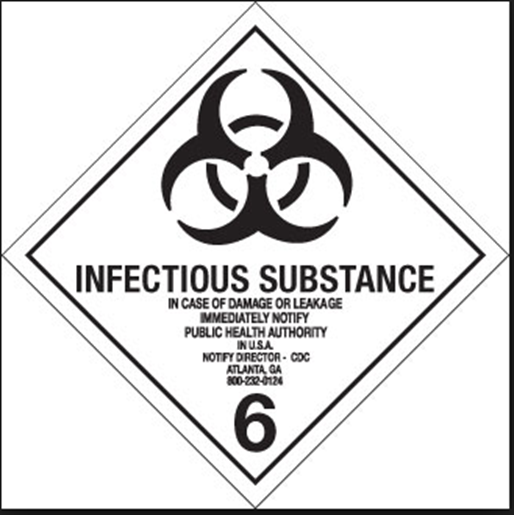 INFECTIOUS SUBSTANCE
IN CASE OF DAMAGE OR LEAKAGE
IMMEDIATELY NOTIFY
PUBLIC HEALTH AUTHORITY
IN U.S.A.
NOTIFY DIRECTOR - CDC
ATLANTA, GA
800-232-0124
6